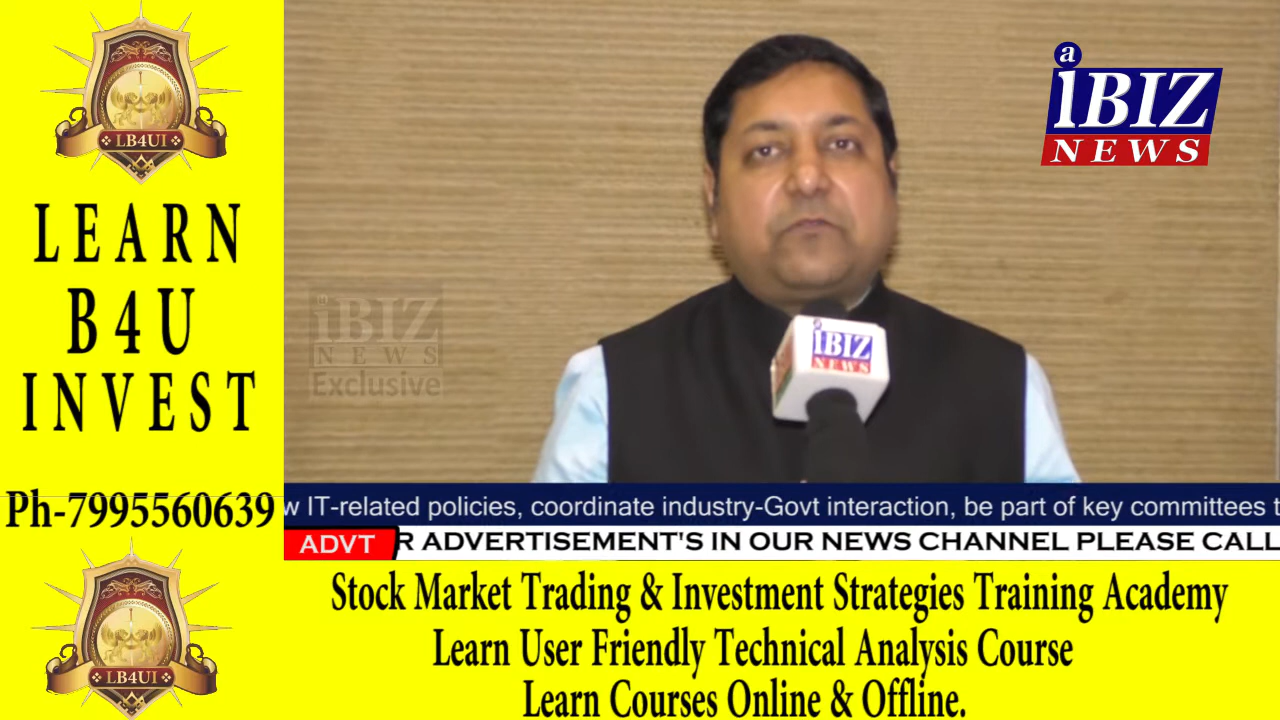 LB4UI
LEARN
B4U
INVEST
Ph-7995560639
LB4UI
a
iBIZ
NEWS
a
iBIZ
NEWS
Exclusive
a
iBIZ
NEWS
w IT-related policies, coordinate industry-Govt interaction, be part of key committees t
ADVT
R ADVERTISEMENT'S IN OUR NEWS CHANNEL PLEASE CALL
Stock Market Trading & Investment Strategies Training Academy
Learn User Friendly Technical Analysis Course
Learn Courses Online & Offline.